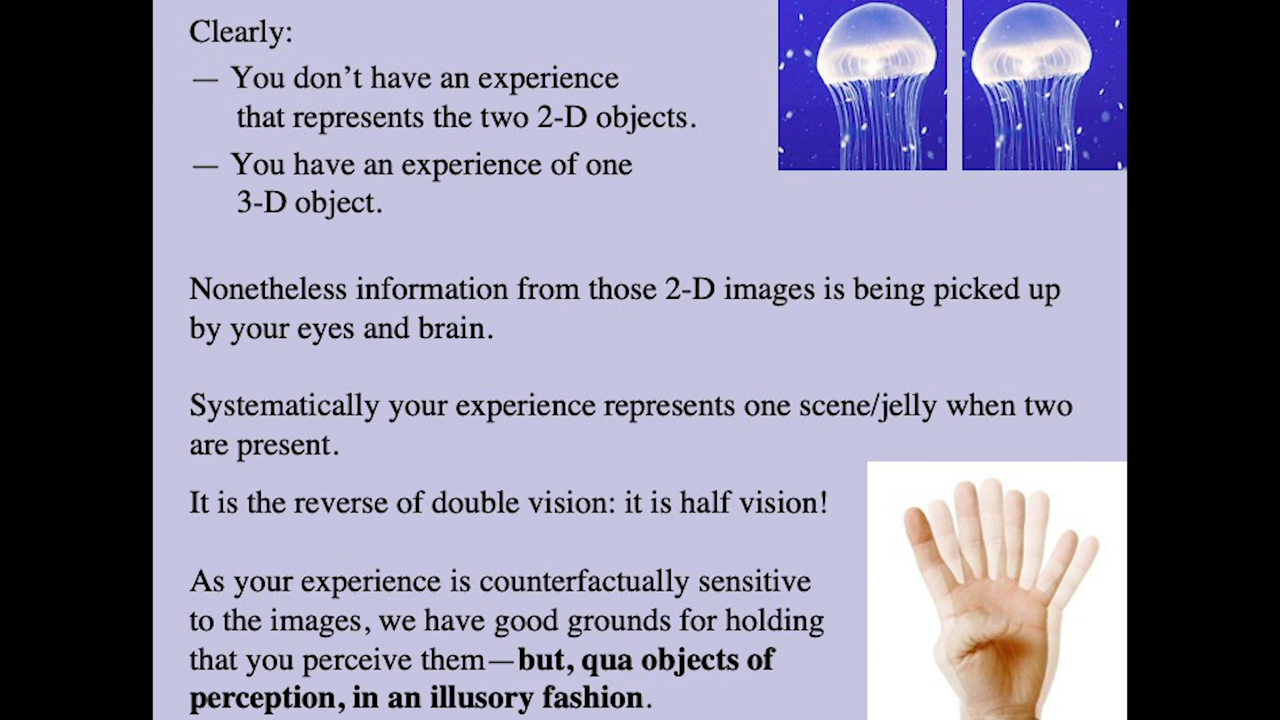 Clearly:
— You don’t have an experience
that represents the two 2-D objects.
— You have an experience of one
3-D object.
Nonetheless information from those 2-D images is being picked up
by your eyes and brain.
Systematically your experience represents one scene/jelly when two
are present.
It is the reverse of double vision: it is half vision!
As your experience is counterfactually sensitive
to the images, we have good grounds for holding
that you perceive them—but, qua objects of
perception, in an illusory fashion.